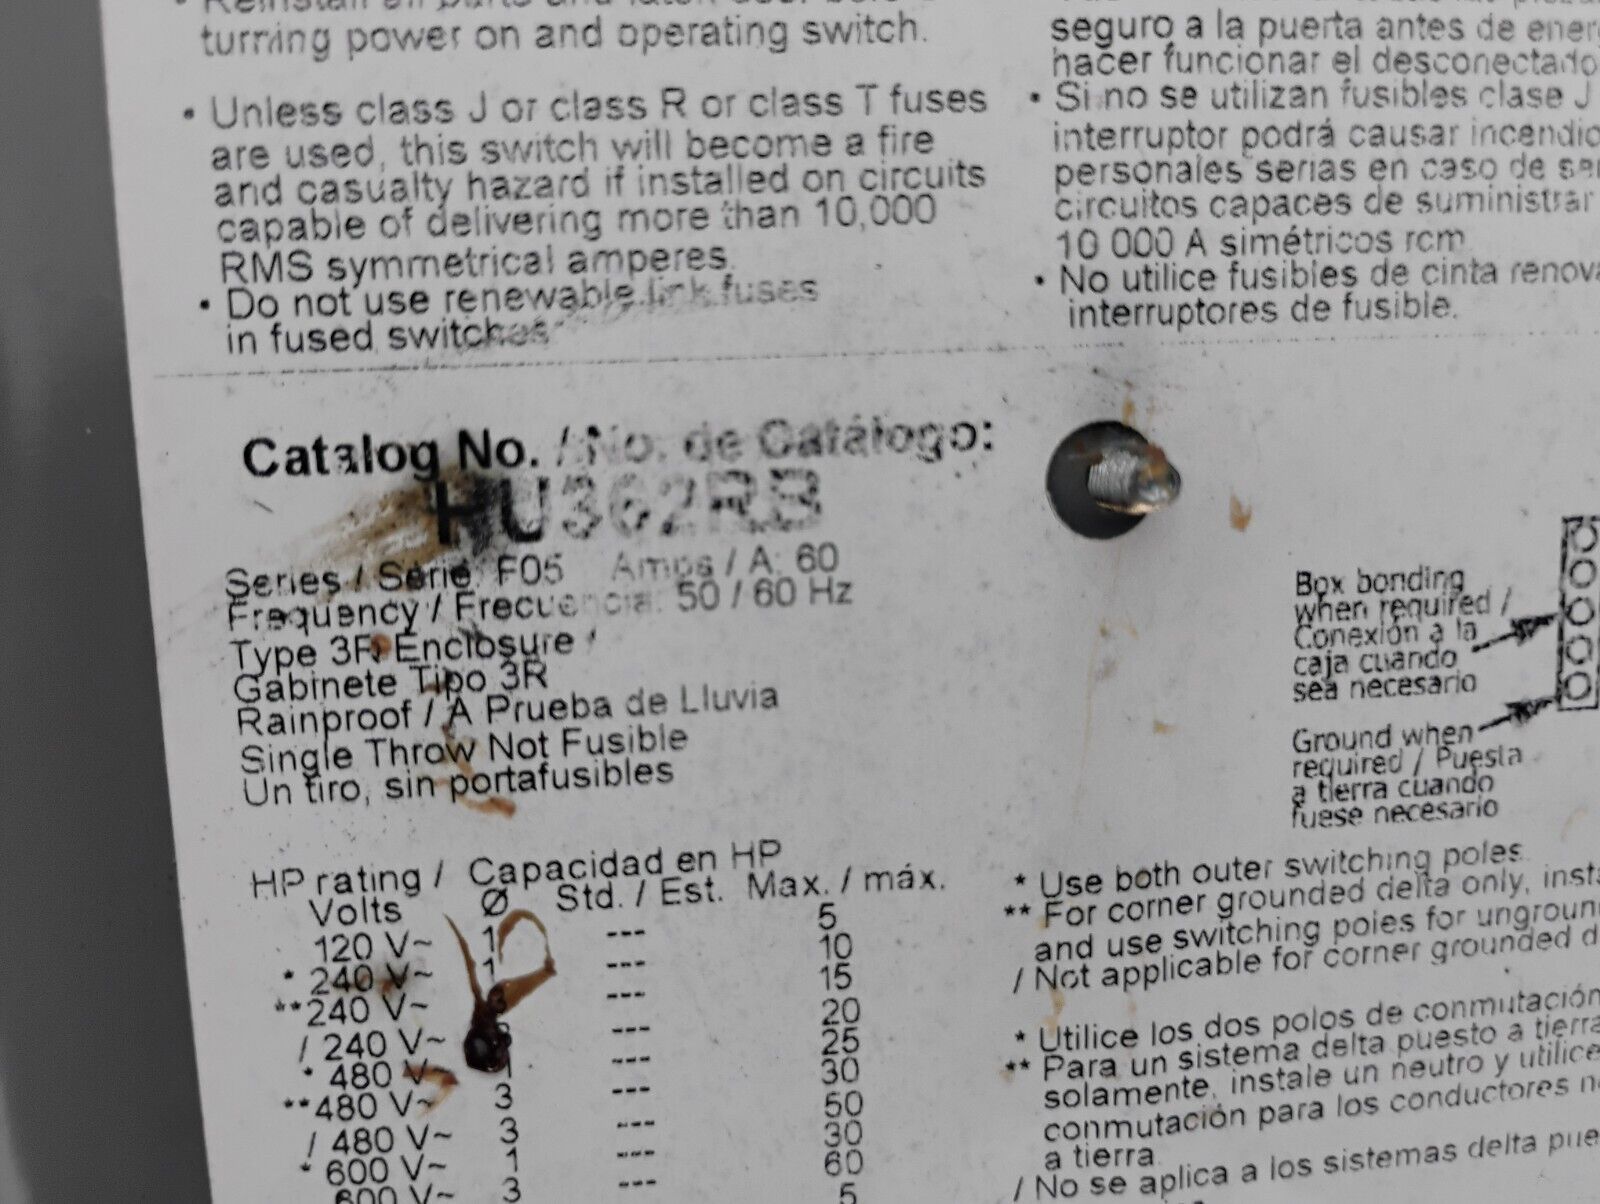 turning power on and operating switch.
• Unless class J or class R or class T fuses
are used, this switch will become a fire
and casualty hazard if installed on circuits
capable of delivering more than 10,000
RMS symmetrical amperes.
• Do not use renewable link fuses
in fused switches
seguro a la puerta antes de ener
hacer funcionar el desconectado
• Si no se utilizan fusibles clase J
interruptor podrá causar incendio
personales serias en caso de se
circuitos capaces de suministrar
10 000 A simétricos rcm
• No utilice fusibles de cinta renova
interruptores de fusible.
Catalog No. / No. de Catálogo:
HU362RB
Series / Serie: F05 Amps / A: 60
Frequency / Frecuencia: 50 / 60 Hz
Type 3R Enclosure /
Gabinete Tipo 3R
Rainproof / A Prueba de Lluvia
Single Throw Not Fusible
Un tiro, sin portafusibles
Box bonding
when required /
Conexión a la
caja cuando
sea necesario
Ground when
required / Puesta
a tierra cuando
fuese necesario
HP rating / Capacidad en HP
Volts Ø Std. / Est. Max. / máx.
120 V~ 1 --- 5
* 240 V~ 1 --- 10
**240 V~ --- 15
/ 240 V~ --- 20
* 480 V~ 1 --- 25
**480 V~ 3 --- 30
/ 480 V~ 3 --- 50
* 600 V~ 1 --- 30
600 V~ 3 --- 60
5
* Use both outer switching poles.
** For corner grounded delta only, insta
and use switching poles for ungroun
/ Not applicable for corner grounded d
* Utilice los dos polos de conmutación
** Para un sistema delta puesto a tierra
solamente, instale un neutro y utilice
conmutación para los conductores n
a tierra.
/ No se aplica a los sistemas delta pue